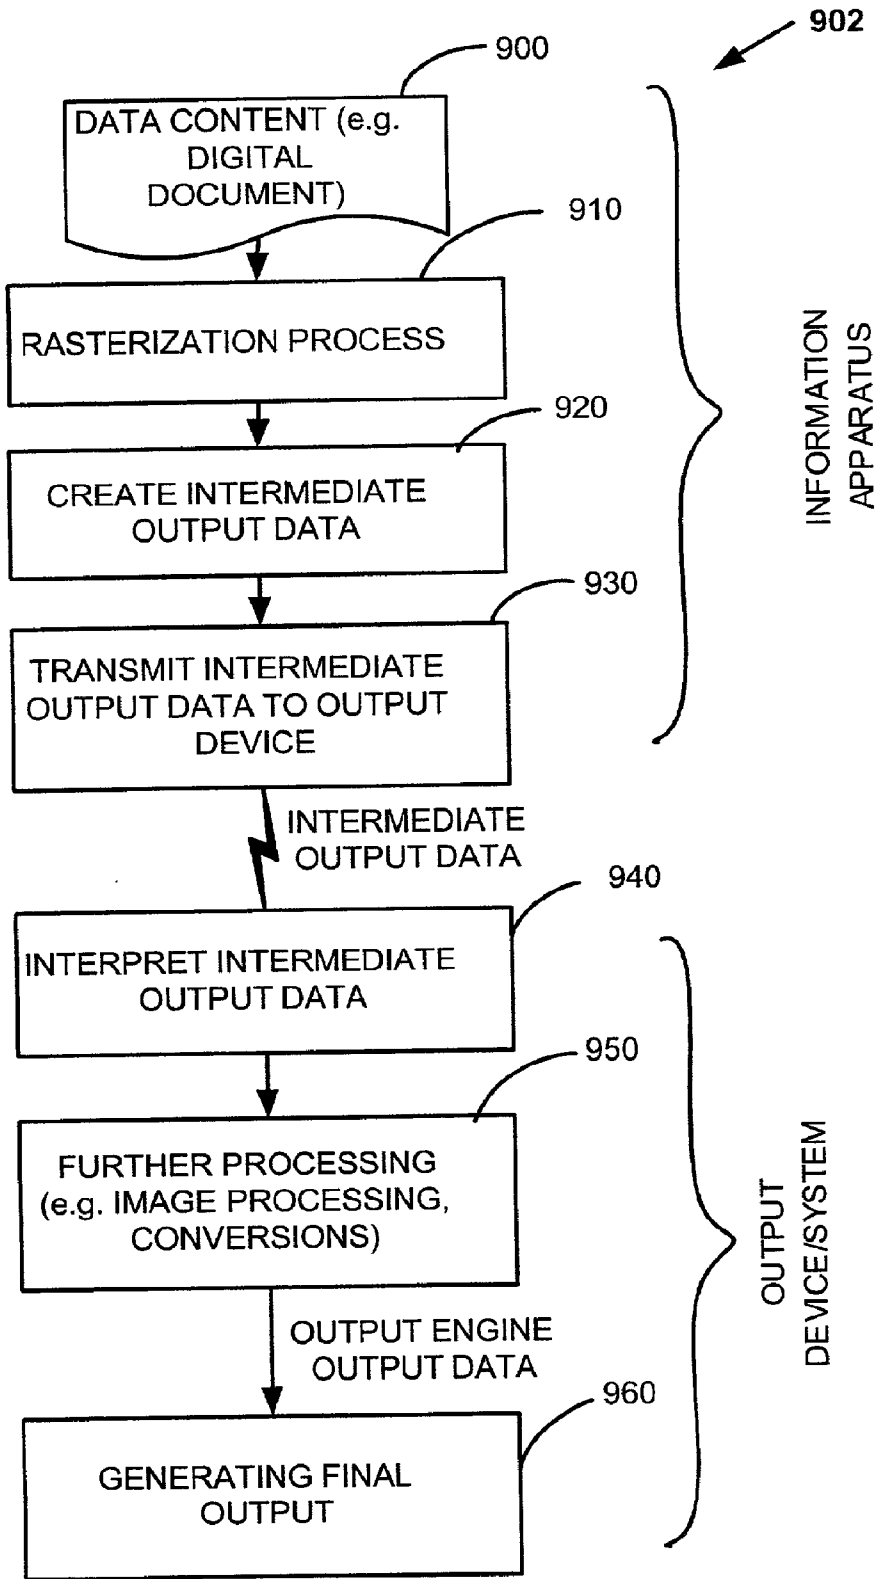 902
900
DATA CONTENT (e.g.
DIGITAL
DOCUMENT)
910
RASTERIZATION PROCESS
920
CREATE INTERMEDIATE
OUTPUT DATA
930
TRANSMIT INTERMEDIATE
OUTPUT DATA TO OUTPUT
DEVICE
INFORMATION
APPARATUS
INTERMEDIATE
OUTPUT DATA
940
INTERPRET INTERMEDIATE
OUTPUT DATA
950
FURTHER PROCESSING
(e.g. IMAGE PROCESSING,
CONVERSIONS)
OUTPUT
DEVICE/SYSTEM
OUTPUT ENGINE
OUTPUT DATA
960
GENERATING FINAL
OUTPUT